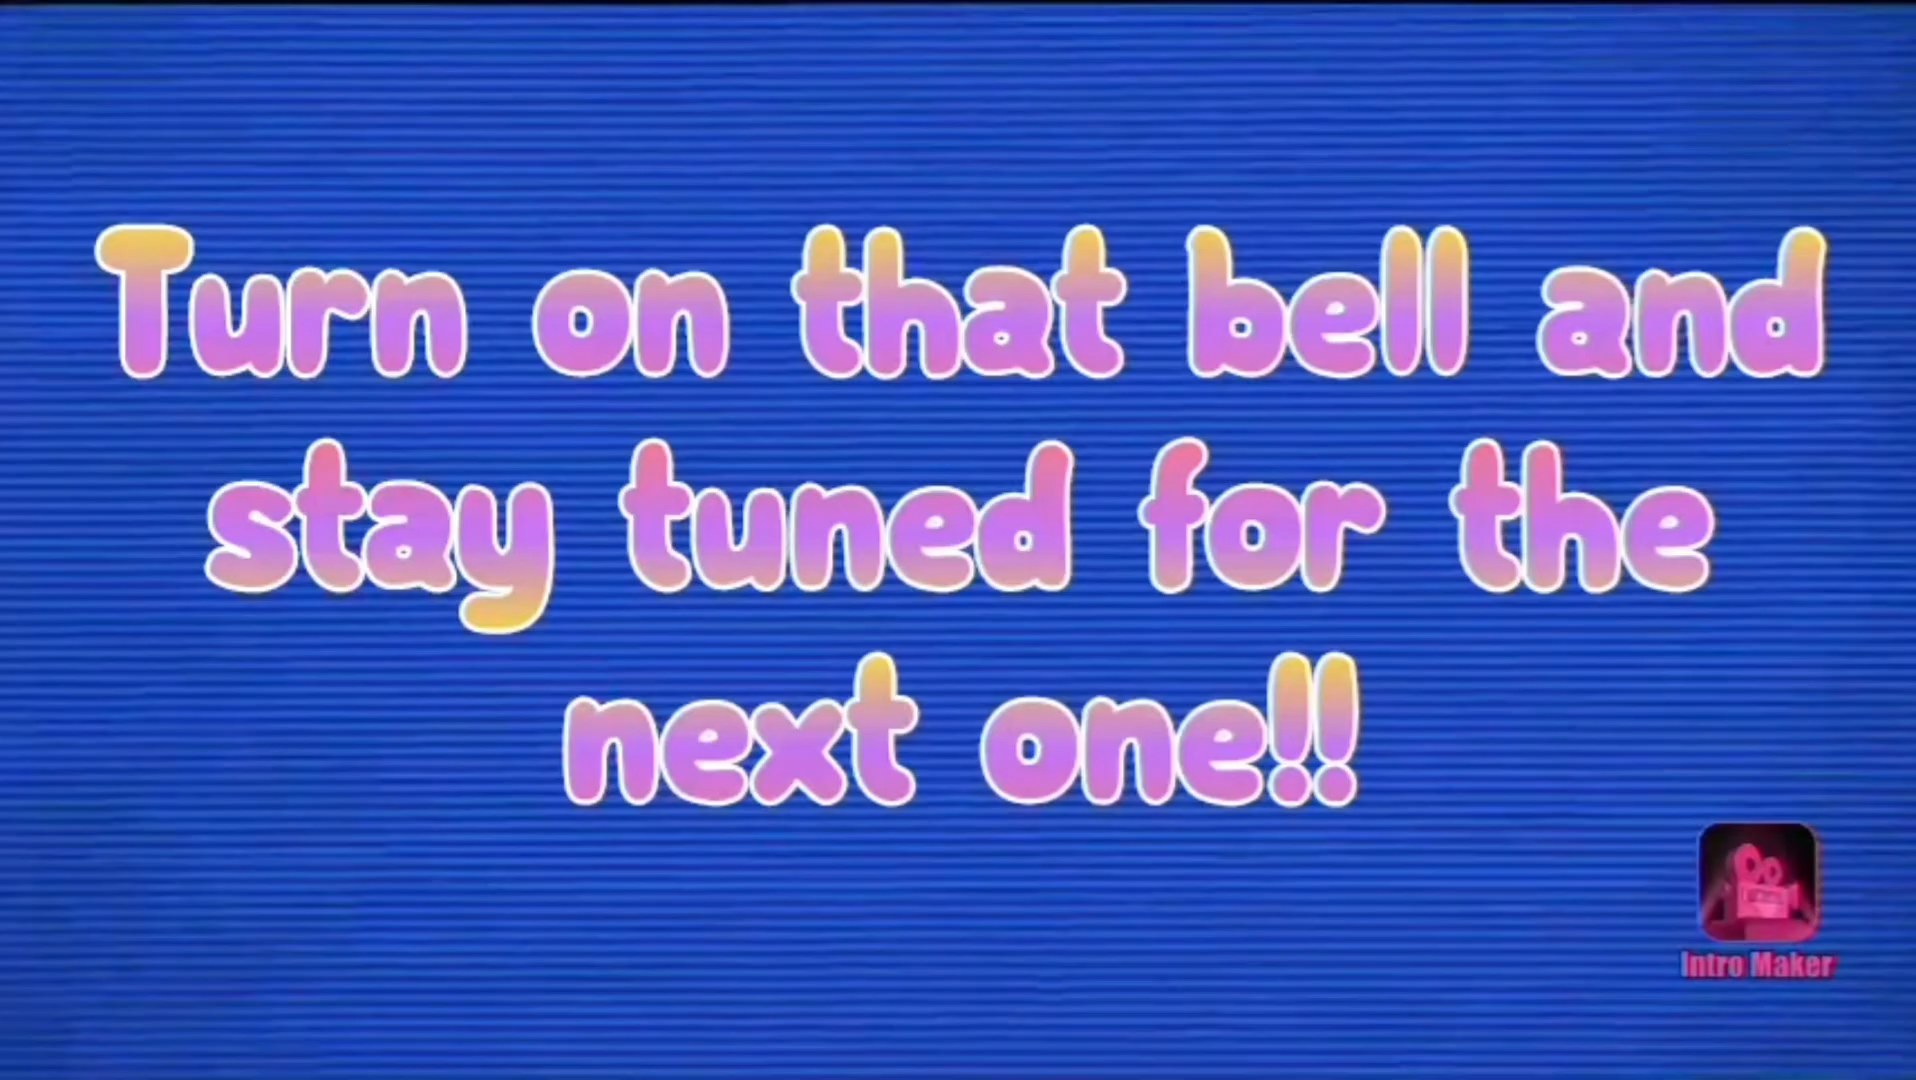 Turn on that bell and
stay tuned for the
next one!!
Intro Maker